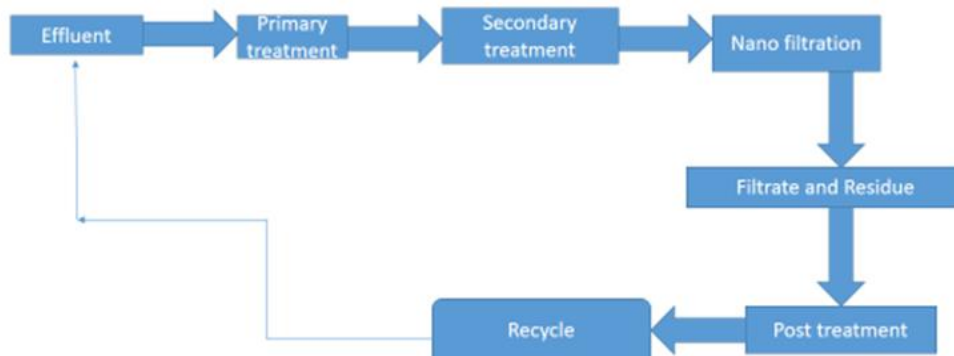 Effluent
Primary
treatment
Secondary
treatment
Nano filtration
Filtrate and Residue
Post treatment
Recycle